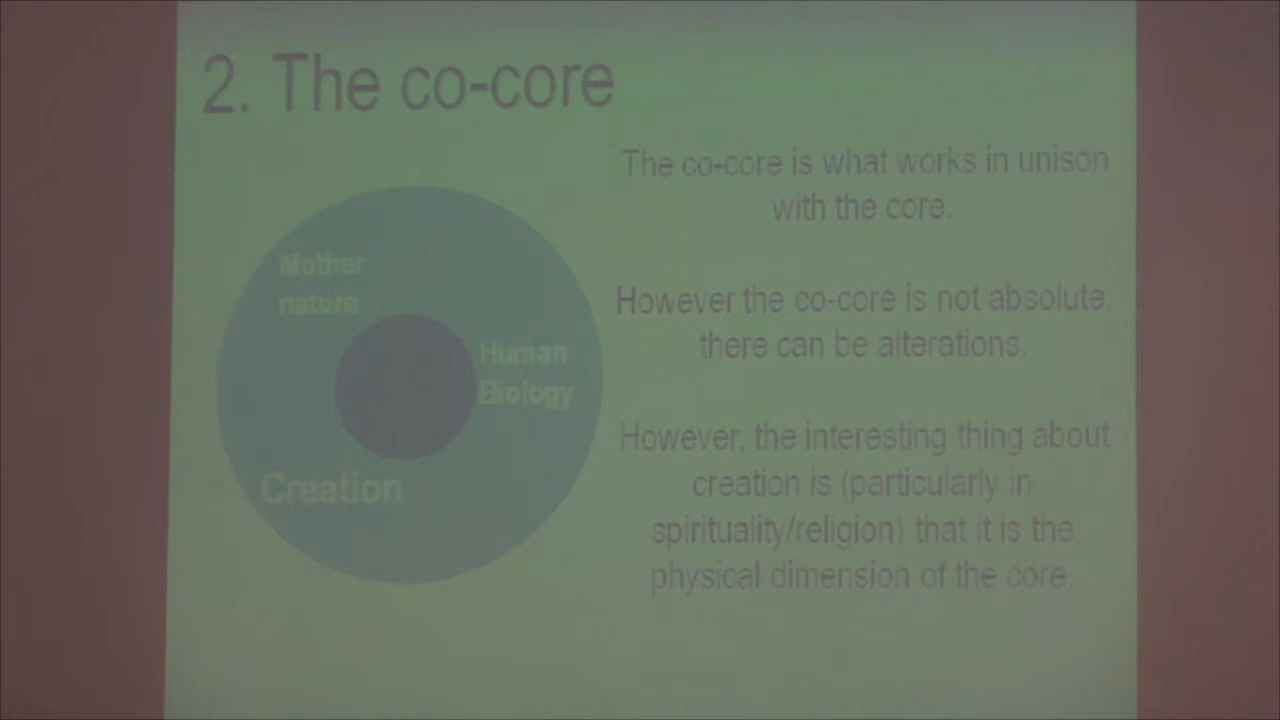 2. The co-core
The co-core is what works in unison
with the core.
However the co-core is not absolute,
there can be alterations.
However, the interesting thing about
creation is (particularly in
spirituality/religion) that it is the
physical dimension of the core.
Mother
nature
Human
Biology
Creation